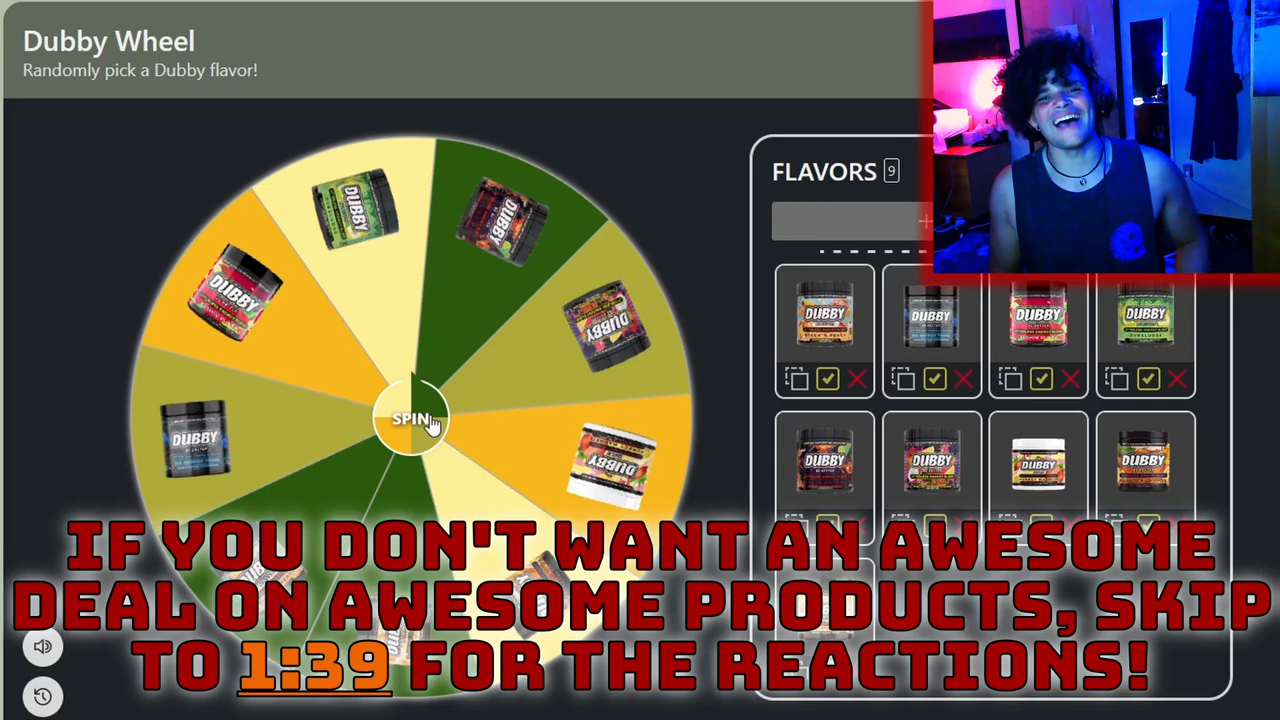 Dubby Wheel
Randomly pick a Dubby flavor!
FLAVORS 9
SPIN
DUBBY
DUBBY
DUBBY
DUBBY
DUBBY
DUBBY
DUBBY
DUBBY
DUBBY
DUBBY
DUBBY
DUBBY
DUBBY
DUBBY
IF YOU DON'T WANT AN AWESOME
DEAL ON AWESOME PRODUCTS, SKIP
TO 1:39 FOR THE REACTIONS!